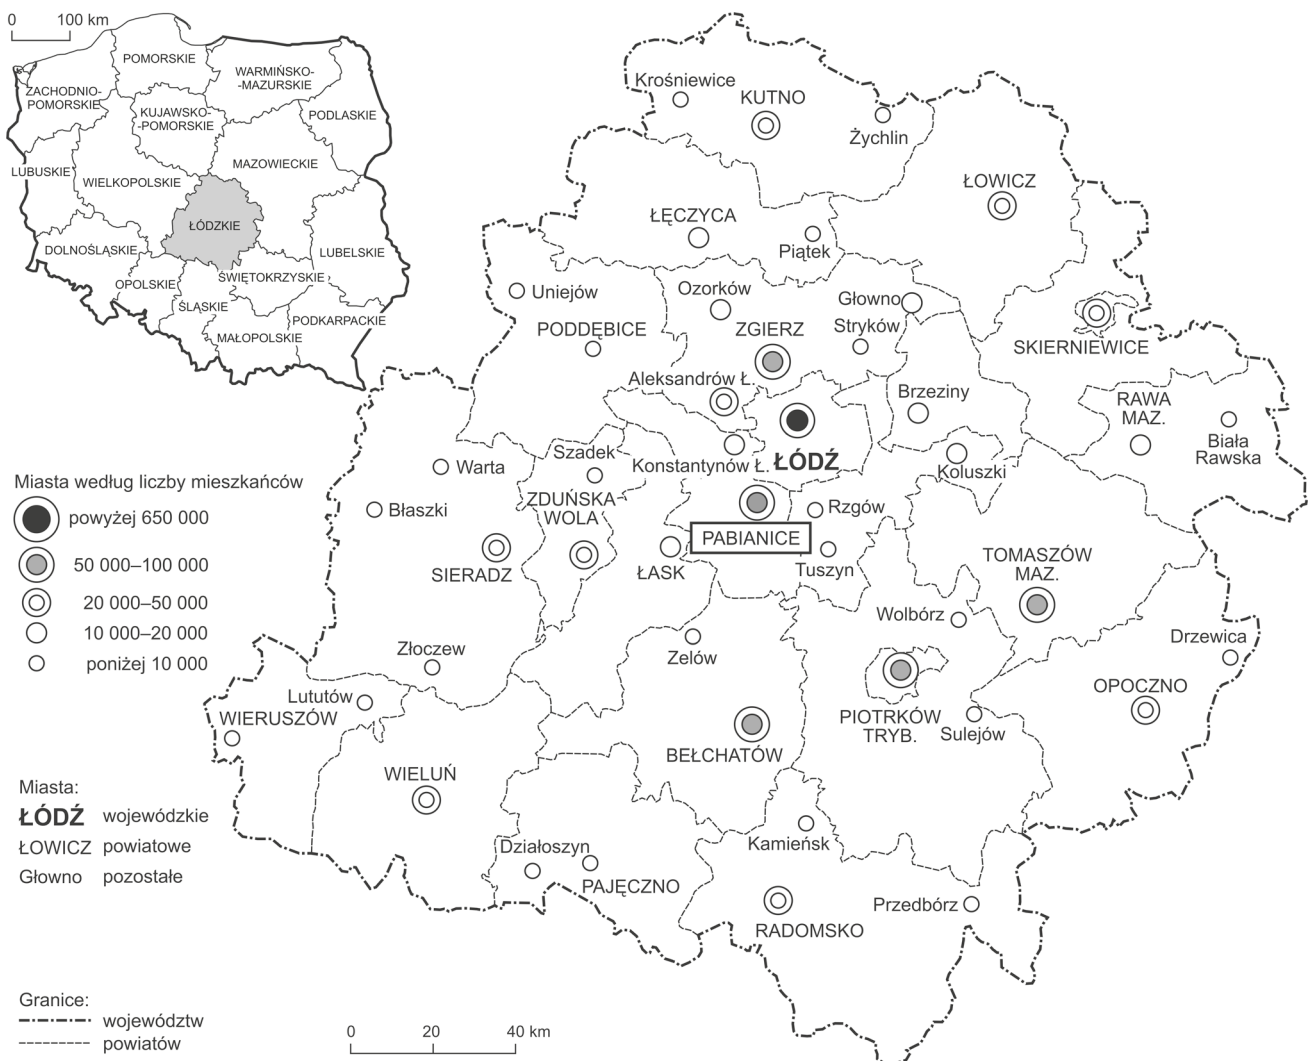 0 100 km
POMORSKIE
WARMIŃSKO-
-MAZURSKIE
ZACHODNIO-
POMORSKIE
KUJAWSKO-
-POMORSKIE
PODLASKIE
MAZOWIECKIE
LUBUSKIE
WIELKOPOLSKIE
ŁÓDZKIE
DOLNOŚLĄSKIE
LUBELSKIE
OPOLSKIE
ŚWIĘTOKRZYSKIE
ŚLĄSKIE
PODKARPACKIE
MAŁOPOLSKIE
Krośniewice
KUTNO
Żychlin
ŁOWICZ
ŁĘCZYCA
Piątek
Uniejów
Ozorków
Głowno
PODDĘBICE
ZGIERZ
Stryków
SKIERNIEWICE
Aleksandrów Ł.
Brzeziny
RAWA
MAZ.
Biała
Rawska
Warta
Szadek
Konstantynów Ł.
ŁÓDŹ
Koluszki
Błaszki
ZDUŃSKA
WOLA
Rzgów
PABIANICE
SIERADZ
ŁASK
Tuszyn
TOMASZÓW
MAZ.
Wolbórz
Drzewica
Złoczew
Zelów
Lututów
WIERUSZÓW
OPOCZNO
PIOTRKÓW
TRYB.
Sulejów
BEŁCHATÓW
WIELUŃ
Kamieńsk
Działoszyn
PAJĘCZNO
RADOMSKO
Przedbórz
Miasta według liczby mieszkańców
powyżej 650 000
50 000–100 000
20 000–50 000
10 000–20 000
poniżej 10 000
Miasta:
ŁÓDŹ wojewódzkie
ŁOWICZ powiatowe
Głowno pozostałe
Granice:
województw
powiatów
0 20 40 km